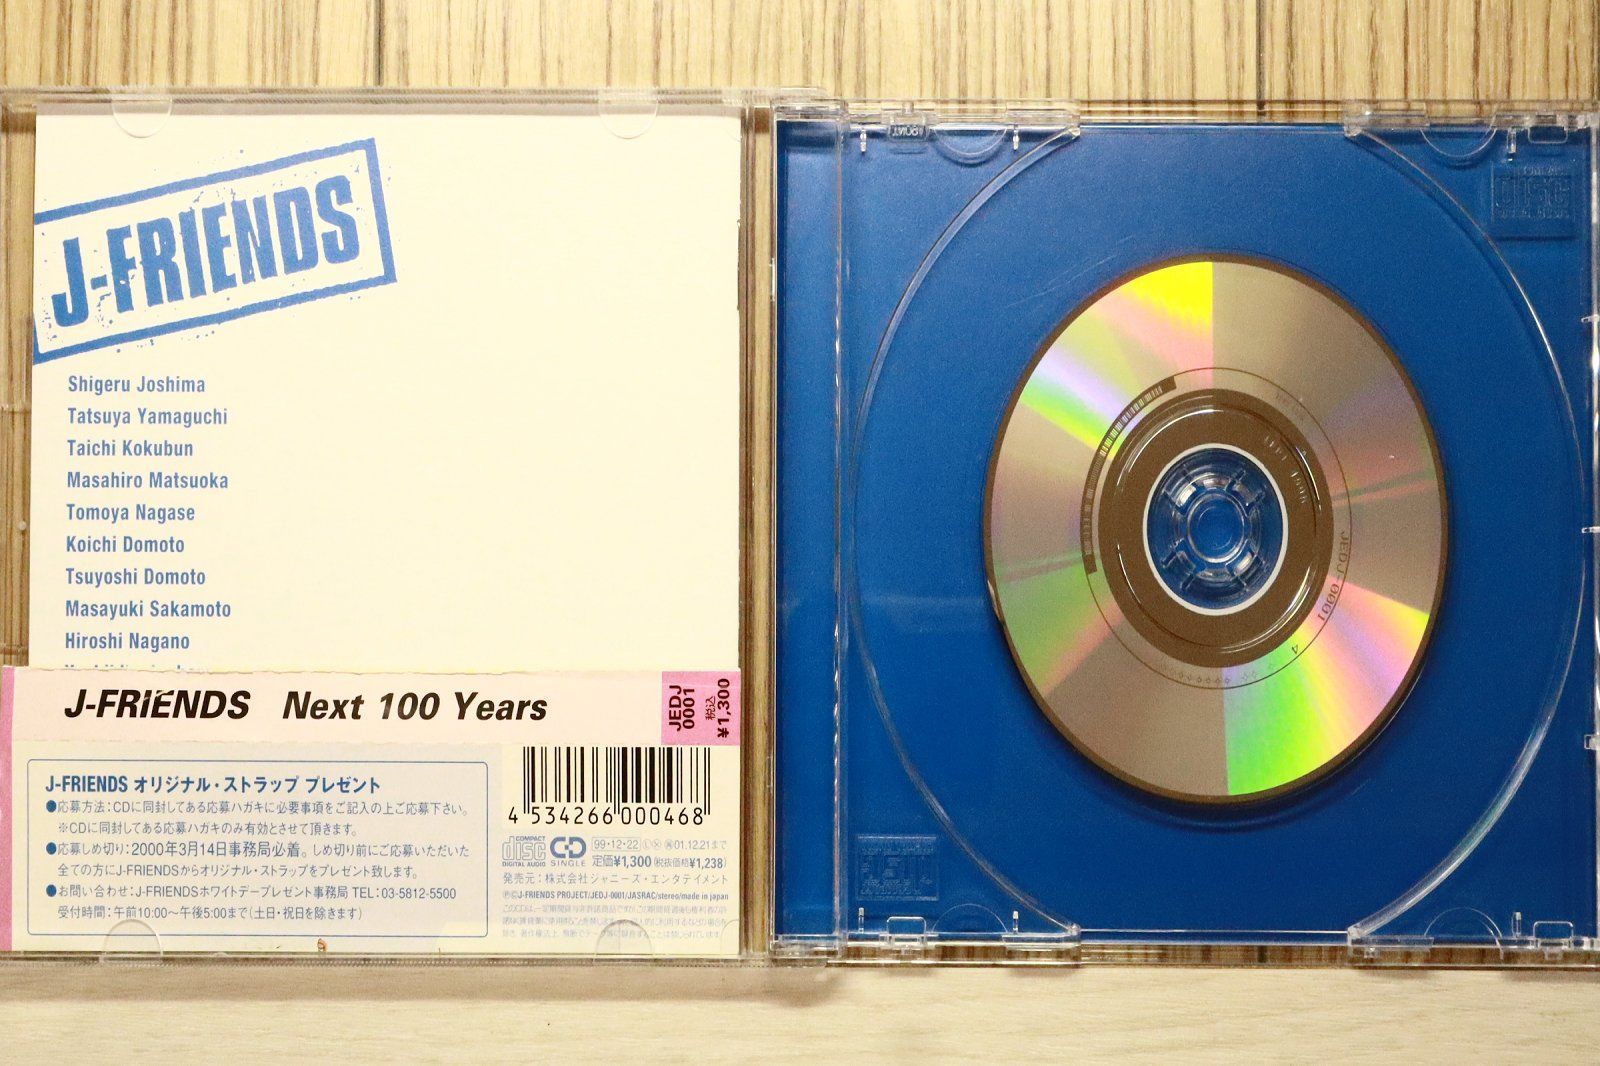 J-FRIENDS
Shigeru Joshima
Tatsuya Yamaguchi
Taichi Kokubun
Masahiro Matsuoka
Tomoya Nagase
Koichi Domoto
Tsuyoshi Domoto
Masayuki Sakamoto
Hiroshi Nagano
J-FRIENDS Next 100 Years
JEDJ
0001
税込
¥1,300
J-FRIENDS オリジナル・ストラップ プレゼント
●応募方法:CDに同封してある応募ハガキに必要事項をご記入の上ご応募下さい。
※CDに同封してある応募ハガキのみ有効とさせて頂きます。
●応募しめ切り:2000年3月14日事務局必着。しめ切り前にご応募いただいた
全ての方にJ-FRIENDSからオリジナル・ストラップをプレゼント致します。
●お問い合わせ:J-FRIENDSホワイトデープレゼント事務局 TEL:03-5812-5500
受付時間:午前10:00〜午後5:00まで(土日・祝日を除きます)
4 534266 000468
COMPACT
disc
DIGITAL AUDIO
CD
SINGLE
99・12・22
01.12.21まで
定価¥1,300(税抜価格¥1,238)
発売元:株式会社ジャニーズ・エンタテイメント
ⓅⒸJ-FRIENDS PROJECT/JEDJ-0001/JASRAC/stereo/made in japan
JEDJ-0001
4